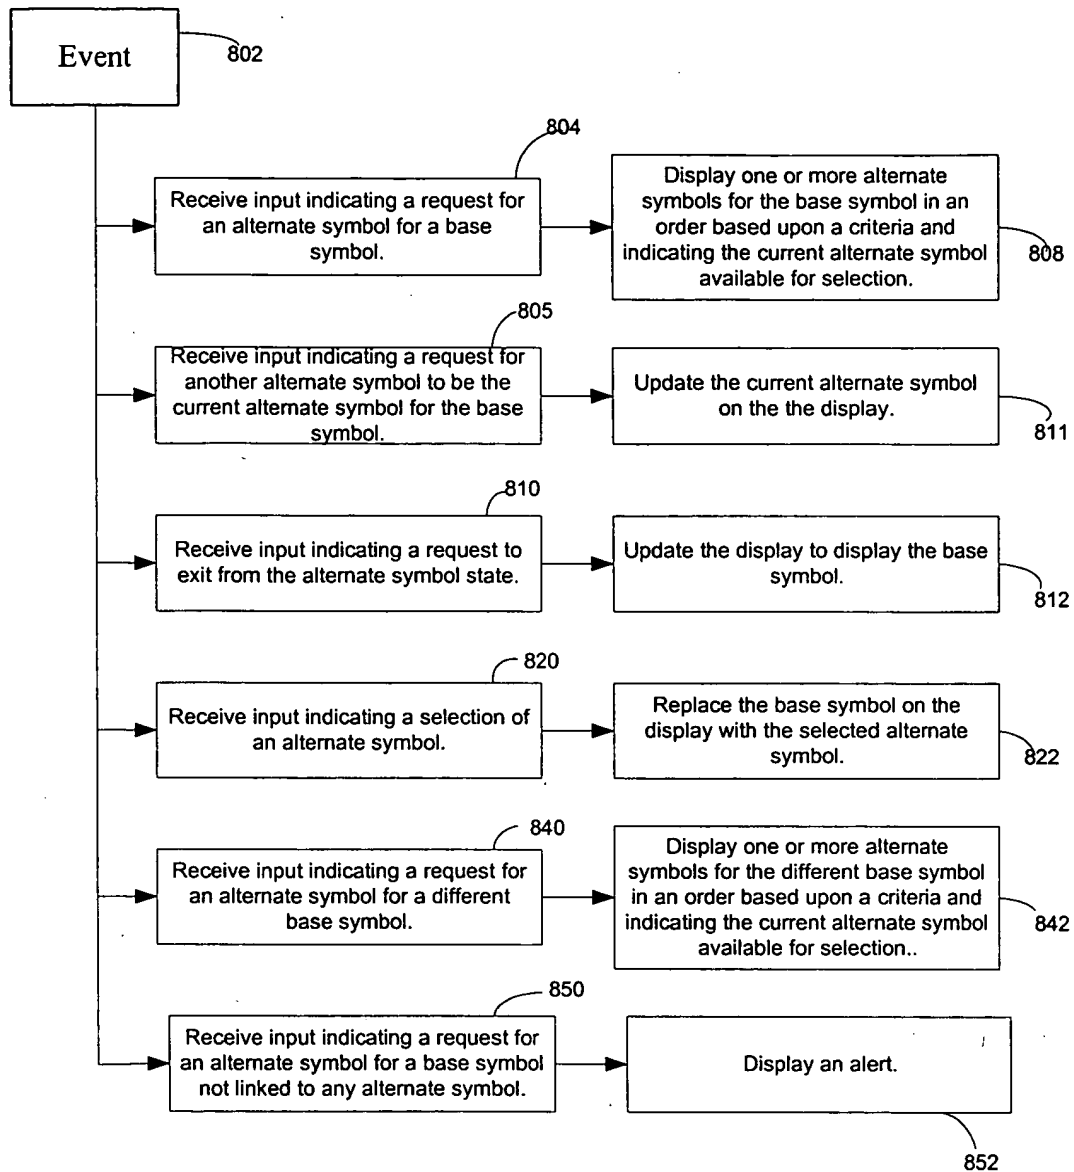 Event
802
804
Receive input indicating a request for
an alternate symbol for a base
symbol.
Display one or more alternate
symbols for the base symbol in an
order based upon a criteria and
indicating the current alternate symbol
available for selection.
808
805
Receive input indicating a request for
another alternate symbol to be the
current alternate symbol for the base
symbol.
Update the current alternate symbol
on the the display.
811
810
Receive input indicating a request to
exit from the alternate symbol state.
Update the display to display the base
symbol.
812
820
Receive input indicating a selection of
an alternate symbol.
Replace the base symbol on the
display with the selected alternate
symbol.
822
840
Receive input indicating a request for
an alternate symbol for a different
base symbol.
Display one or more alternate
symbols for the different base symbol
in an order based upon a criteria and
indicating the current alternate symbol
available for selection..
842
850
Receive input indicating a request for
an alternate symbol for a base symbol
not linked to any alternate symbol.
Display an alert.
852